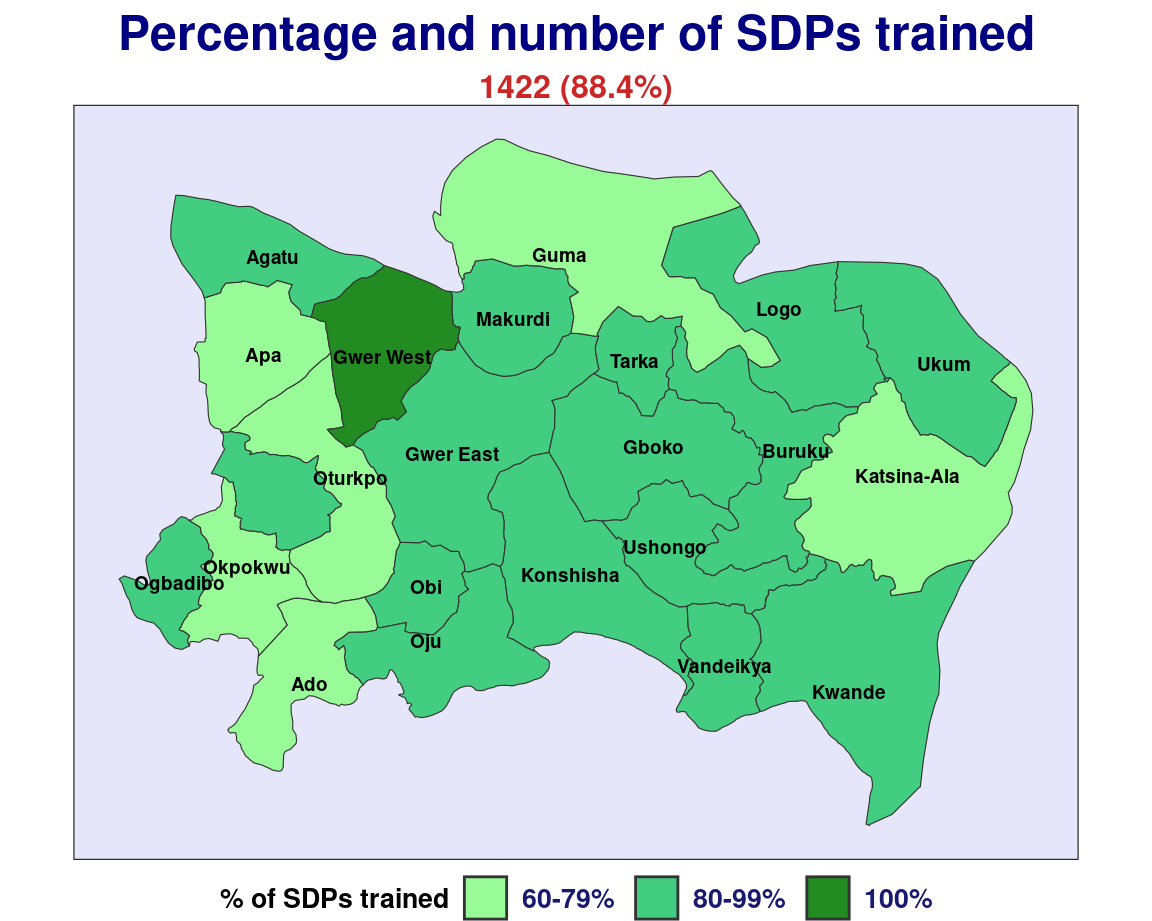 Percentage and number of SDPs trained
1422 (88.4%)
Guma
Agatu
Logo
Makurdi
Apa
Gwer West
Tarka
Ukum
Gwer East
Gboko
Buruku
Oturkpo
Katsina-Ala
Ushongo
Okpokwu
Konshisha
Ogbadibo
Obi
Oju
Vandeikya
Ado
Kwande
% of SDPs trained 60-79% 80-99% 100%